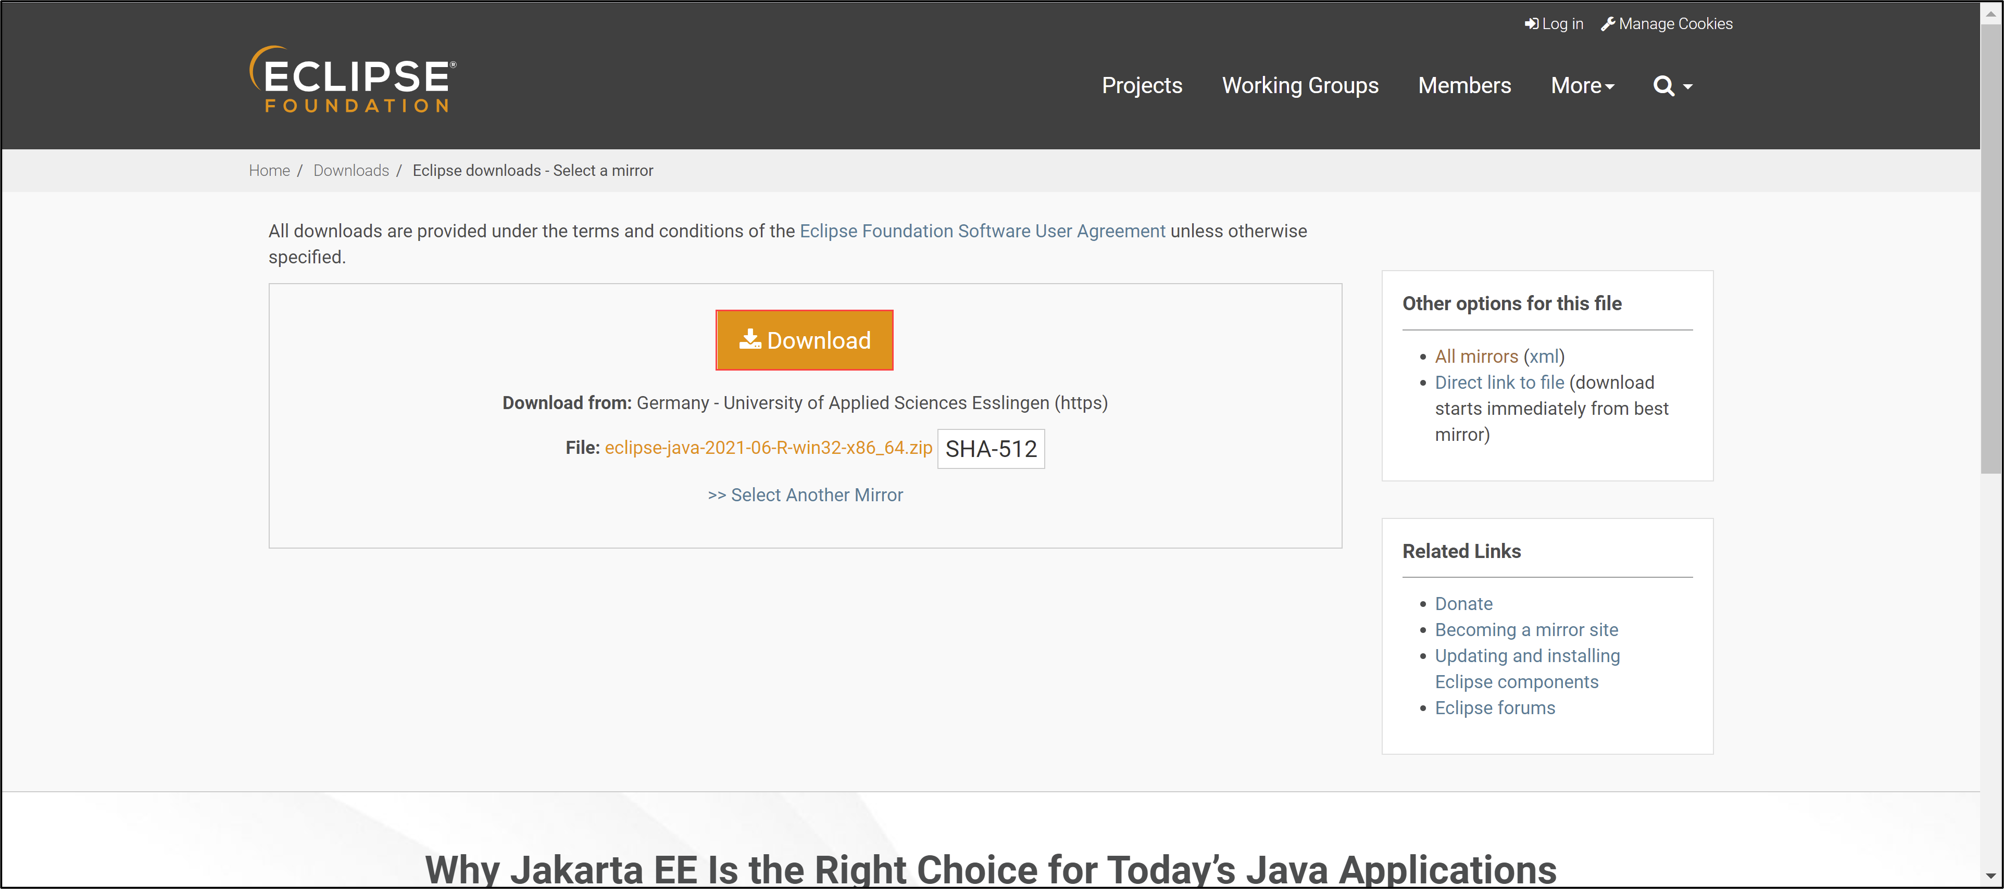 Log in Manage Cookies
ECLIPSE®
FOUNDATION
Projects Working Groups Members More
Home / Downloads / Eclipse downloads - Select a mirror
All downloads are provided under the terms and conditions of the Eclipse Foundation Software User Agreement unless otherwise
specified.
Download
Download from: Germany - University of Applied Sciences Esslingen (https)
File: eclipse-java-2021-06-R-win32-x86_64.zip SHA-512
>> Select Another Mirror
Other options for this file
• All mirrors (xml)
• Direct link to file (download
starts immediately from best
mirror)
Related Links
• Donate
• Becoming a mirror site
• Updating and installing
Eclipse components
• Eclipse forums
Why Jakarta EE Is the Right Choice for Today’s Java Applications